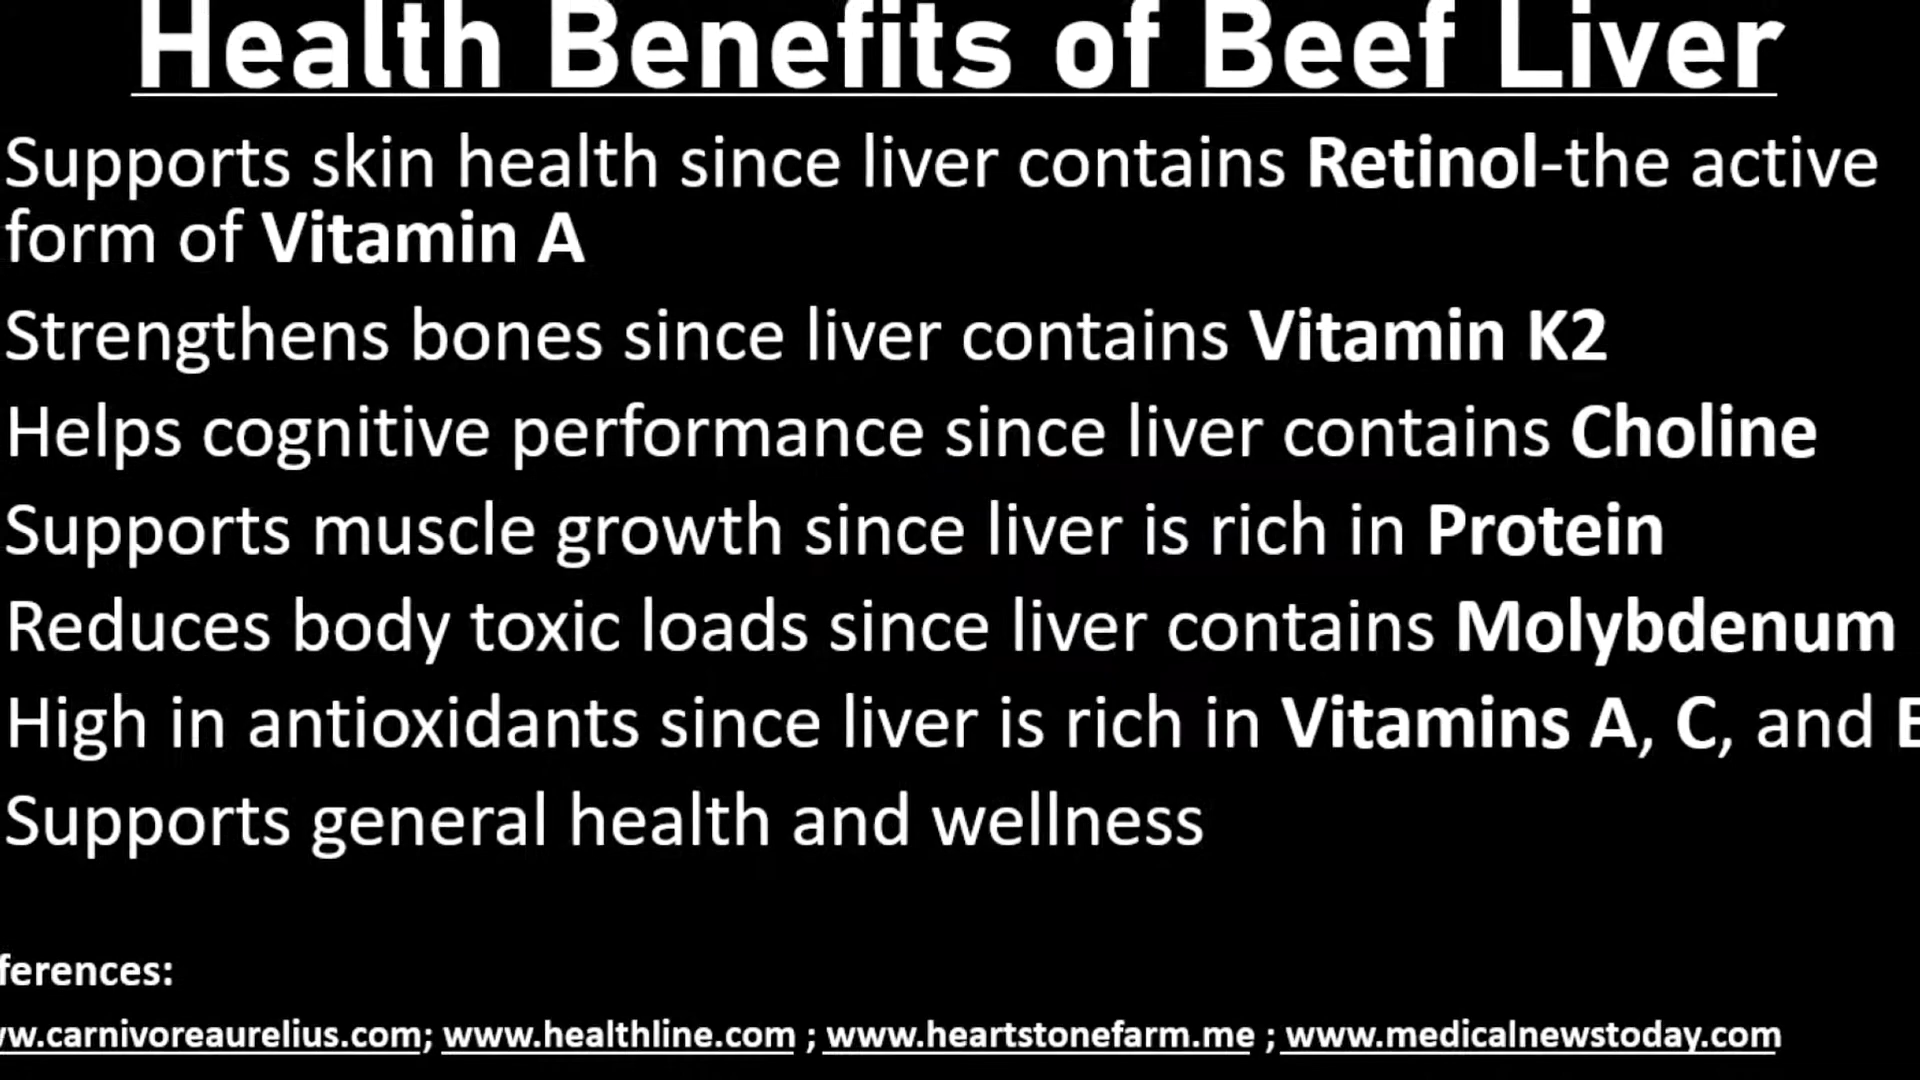 Health Benefits of Beef Liver
Supports skin health since liver contains Retinol-the active
form of Vitamin A
Strengthens bones since liver contains Vitamin K2
Helps cognitive performance since liver contains Choline
Supports muscle growth since liver is rich in Protein
Reduces body toxic loads since liver contains Molybdenum
High in antioxidants since liver is rich in Vitamins A, C, and
Supports general health and wellness
ferences:
w.carnivoreaurelius.com; www.healthline.com ; www.heartstonefarm.me ; www.medicalnewstoday.com